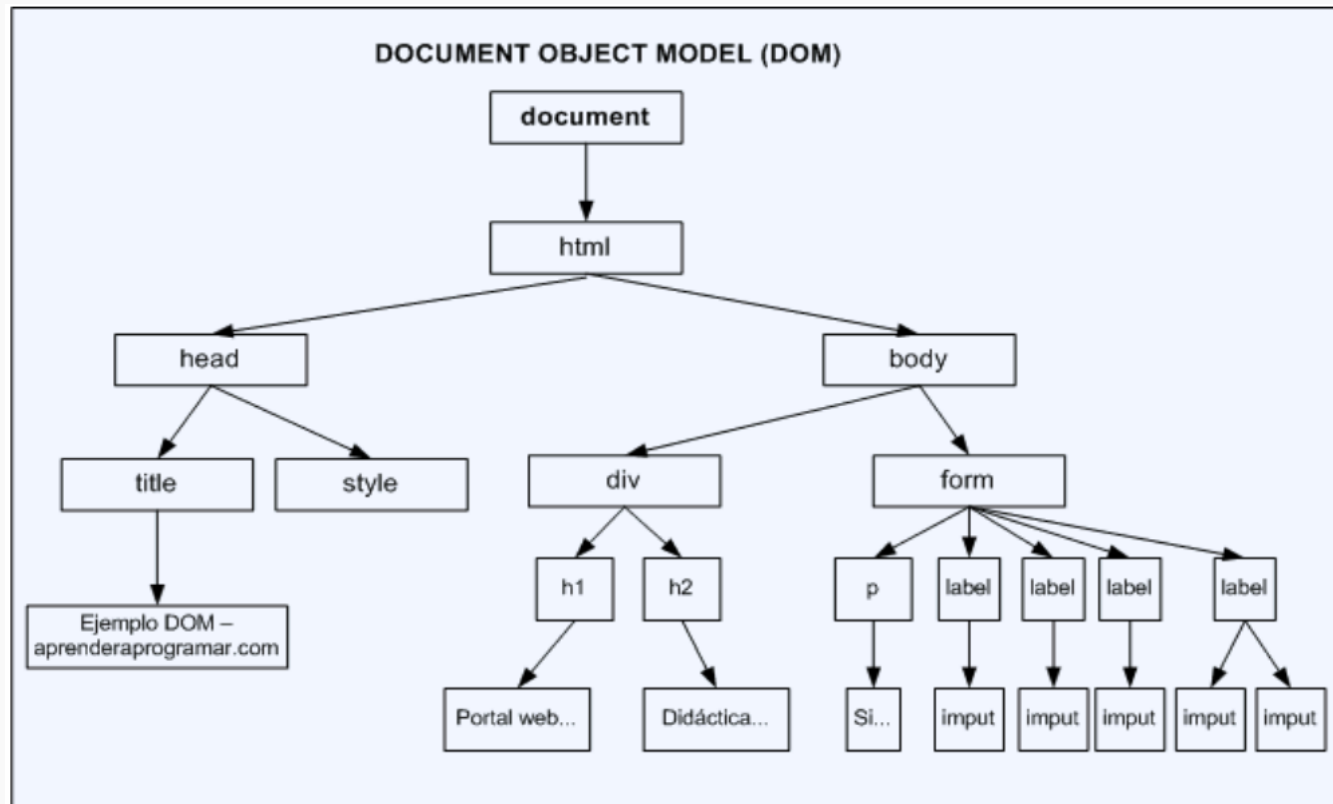 DOCUMENT OBJECT MODEL (DOM)
document
html
head
body
title
style
div
form
h1
h2
p
label
label
label
label
Ejemplo DOM –
aprenderaprogramar.com
Portal web...
Didáctica...
Si...
imput
imput
imput
imput
imput